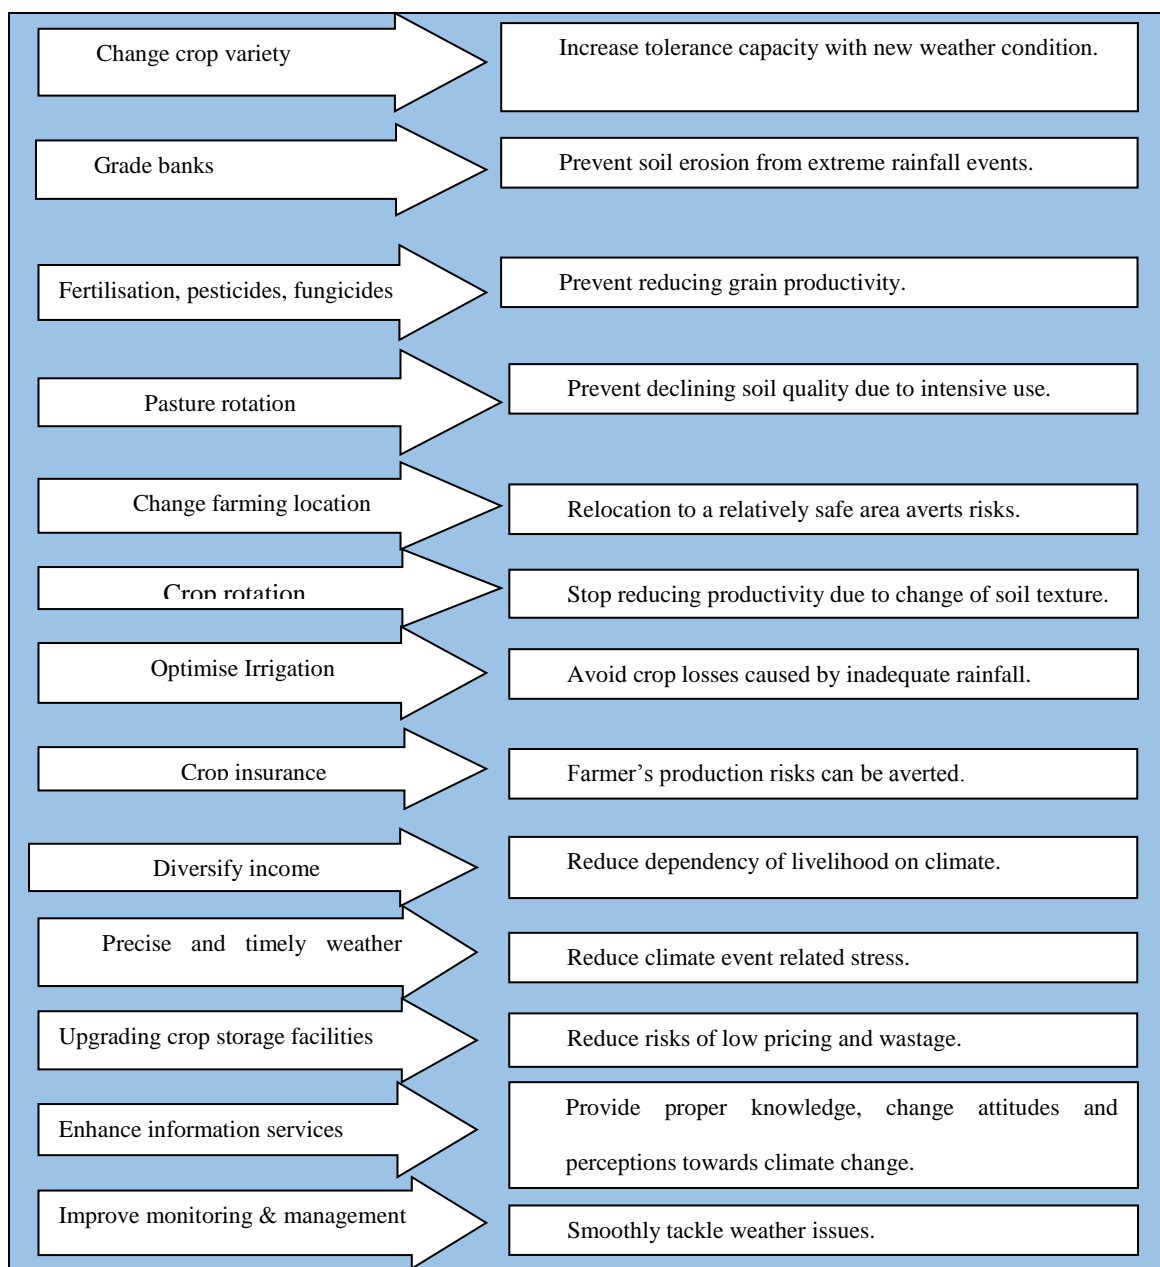 Change crop variety
Increase tolerance capacity with new weather condition.
Grade banks
Prevent soil erosion from extreme rainfall events.
Fertilisation, pesticides, fungicides
Prevent reducing grain productivity.
Pasture rotation
Prevent declining soil quality due to intensive use.
Change farming location
Relocation to a relatively safe area averts risks.
Crop rotation
Stop reducing productivity due to change of soil texture.
Optimise Irrigation
Avoid crop losses caused by inadequate rainfall.
Crop insurance
Farmer’s production risks can be averted.
Diversify income
Reduce dependency of livelihood on climate.
Precise and timely weather
Reduce climate event related stress.
Upgrading crop storage facilities
Reduce risks of low pricing and wastage.
Enhance information services
Provide proper knowledge, change attitudes and
perceptions towards climate change.
Improve monitoring & management
Smoothly tackle weather issues.